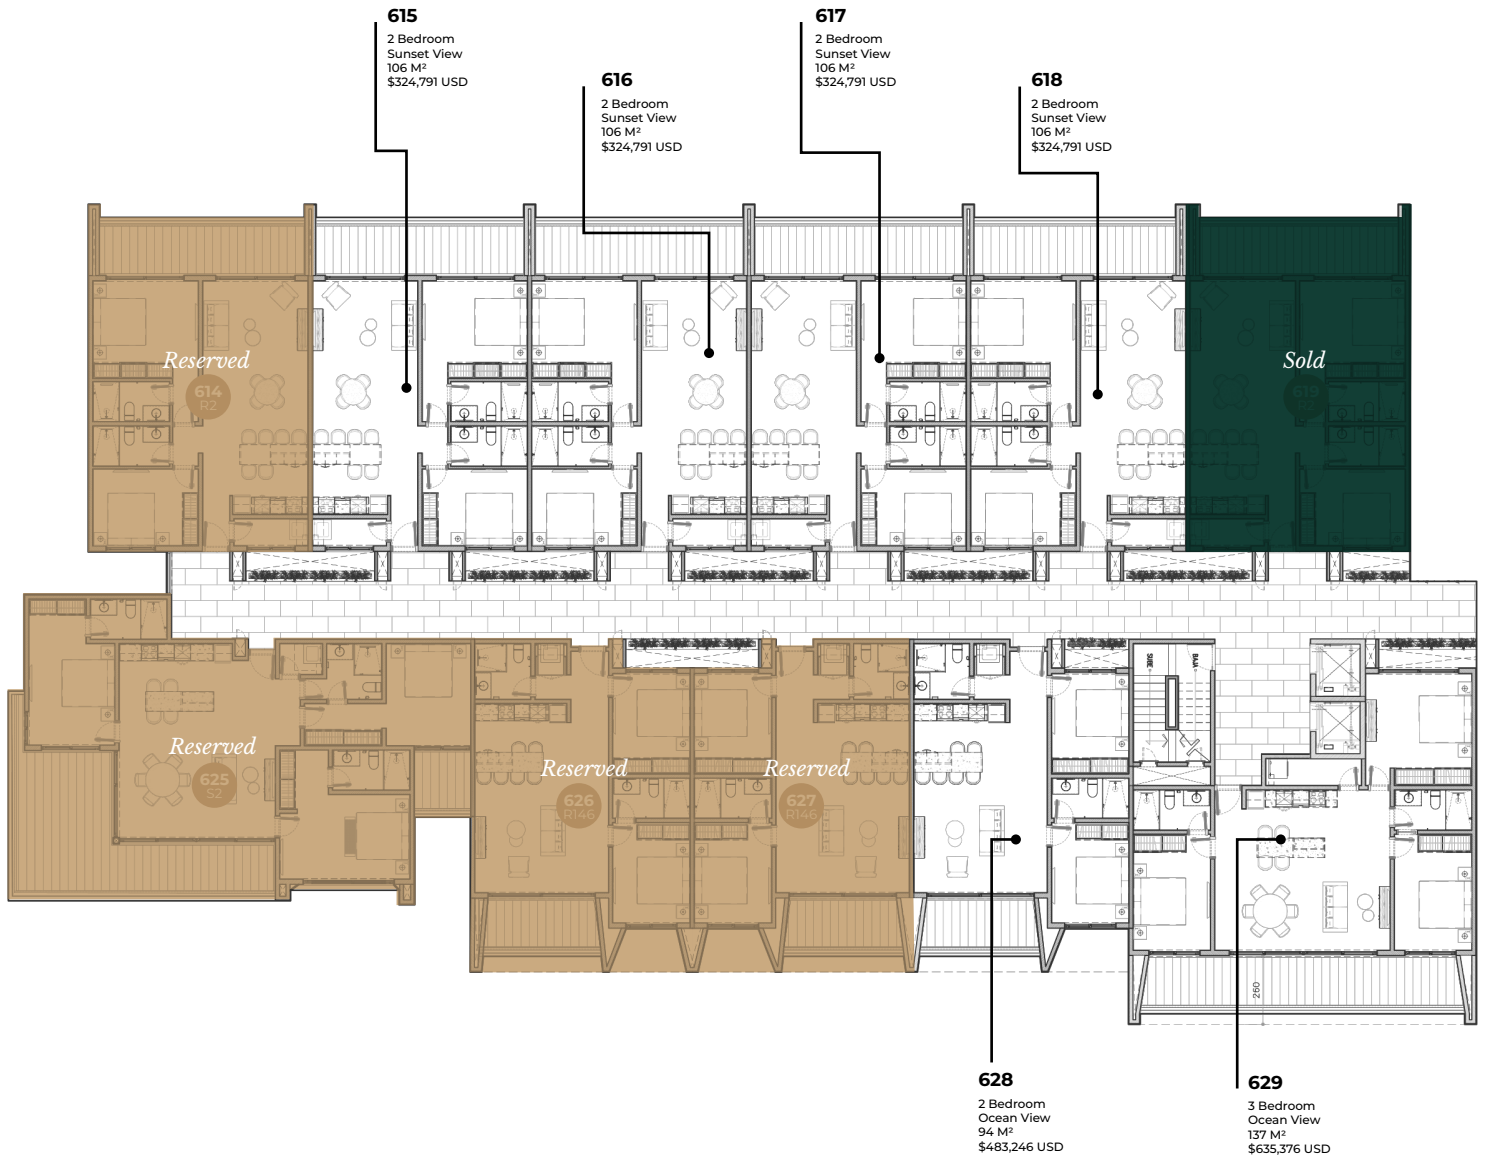 615
2 Bedroom
Sunset View
106 M²
$324,791 USD
616
2 Bedroom
Sunset View
106 M²
$324,791 USD
617
2 Bedroom
Sunset View
106 M²
$324,791 USD
618
2 Bedroom
Sunset View
106 M²
$324,791 USD
Reserved
614
R2
Sold
619
Reserved
625
S2
Reserved
626
R146
Reserved
627
R146
SUBE
BAJA
260
628
2 Bedroom
Ocean View
94 M²
$483,246 USD
629
3 Bedroom
Ocean View
137 M²
$635,376 USD